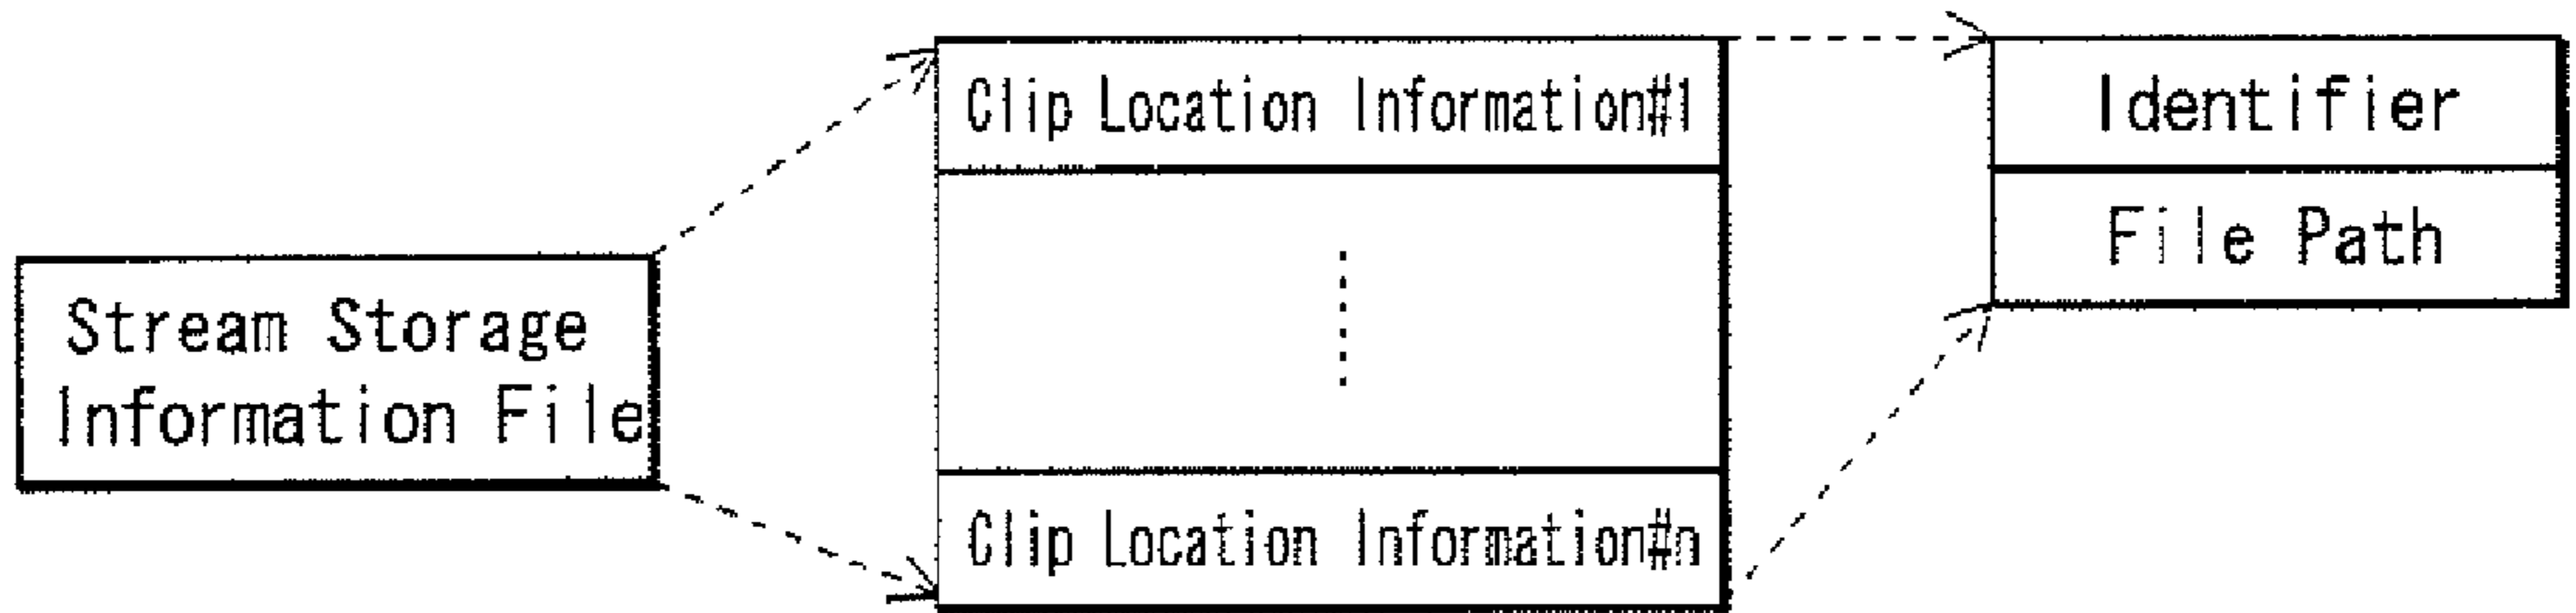 Stream Storage
Information File
Clip Location Information#1
Clip Location Information#n
Identifier
File Path